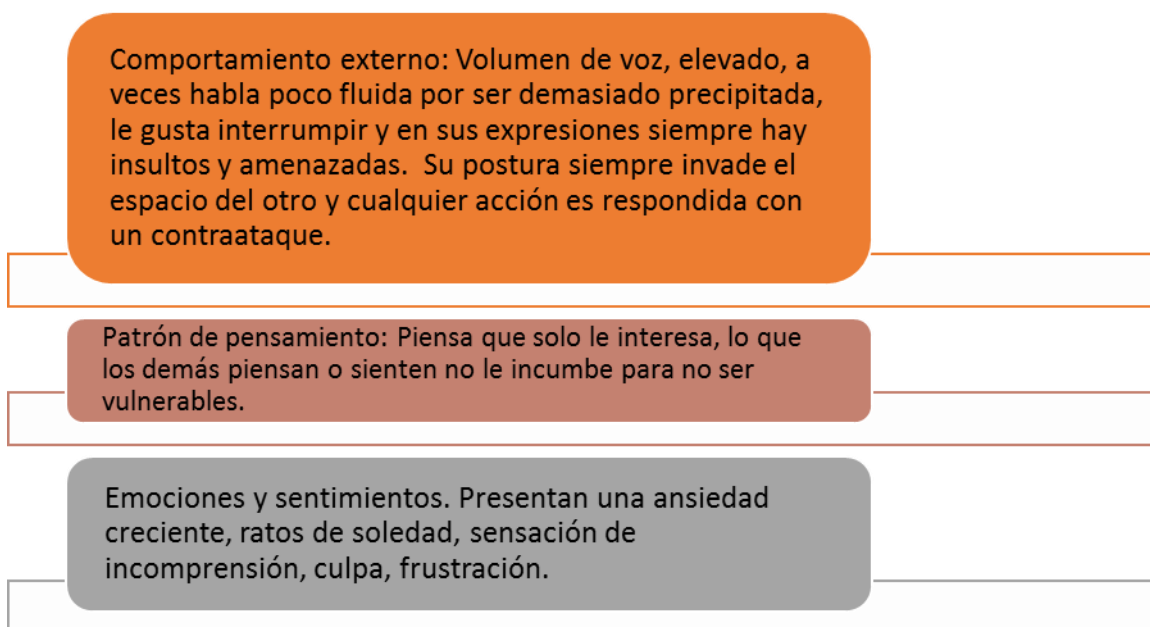 Comportamiento externo: Volumen de voz, elevado, a
veces habla poco fluida por ser demasiado precipitada,
le gusta interrumpir y en sus expresiones siempre hay
insultos y amenazadas.  Su postura siempre invade el
espacio del otro y cualquier acción es respondida con
un contraataque.
Patrón de pensamiento: Piensa que solo le interesa, lo que
los demás piensan o sienten no le incumbe para no ser
vulnerables.
Emociones y sentimientos. Presentan una ansiedad
creciente, ratos de soledad, sensación de
incomprensión, culpa, frustración.